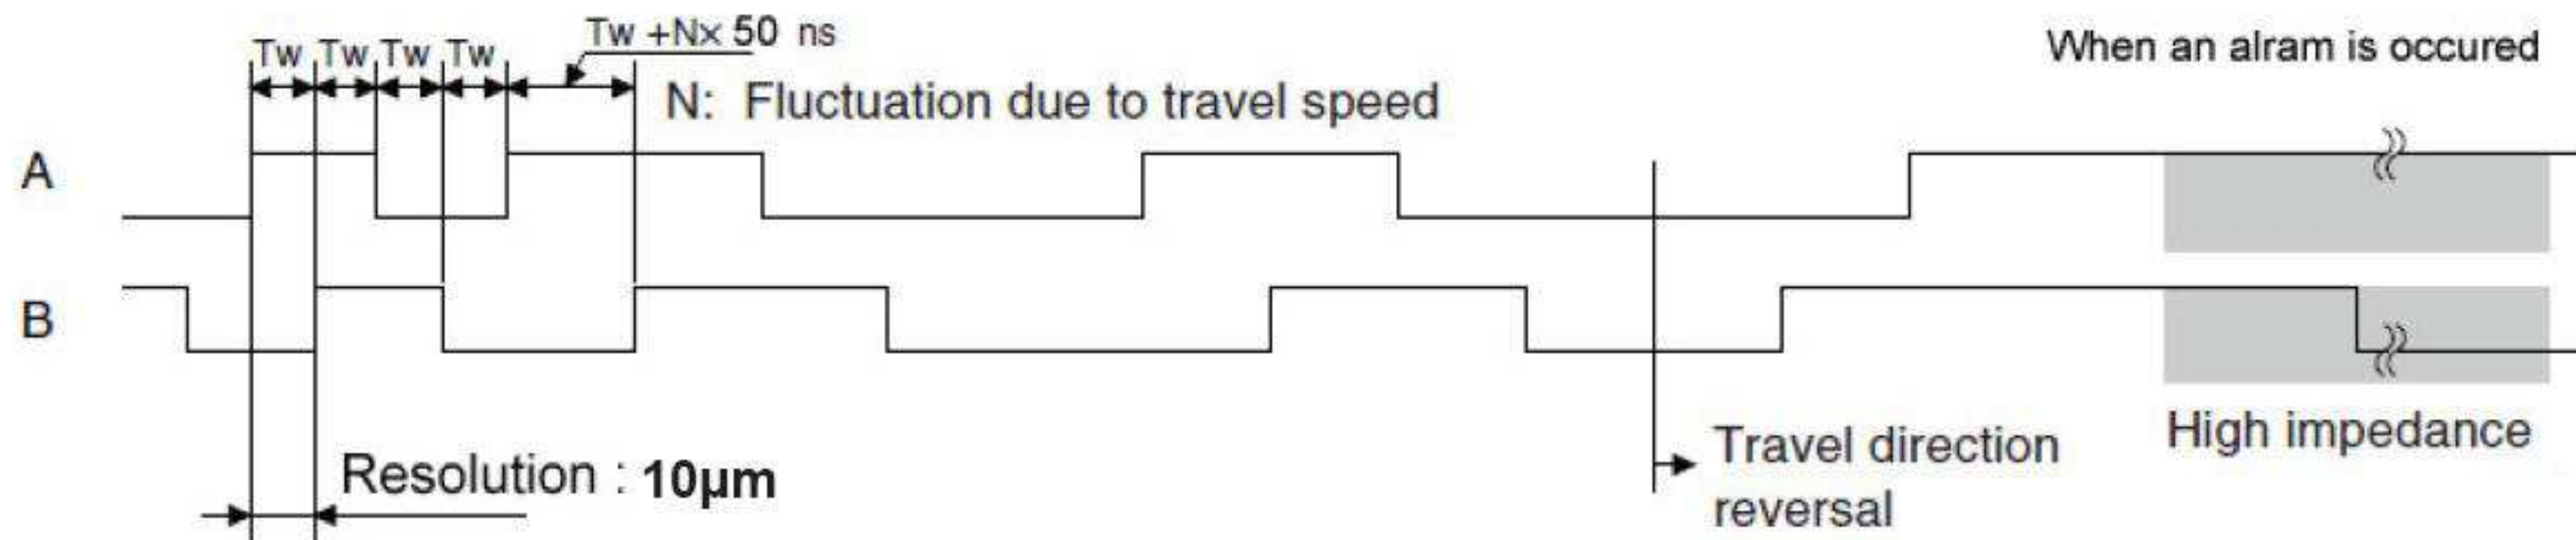 Tw Tw Tw Tw
Tw +N× 50 ns
When an alram is occured
N: Fluctuation due to travel speed
A
B
Resolution : 10µm
Travel direction
reversal
High impedance